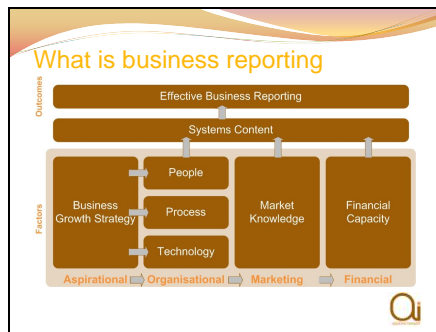 What is business reporting
Outcomes
Effective Business Reporting
Systems Content
Factors
Business
Growth Strategy
People
Process
Technology
Market
Knowledge
Financial
Capacity
Aspirational
Organisational
Marketing
Financial